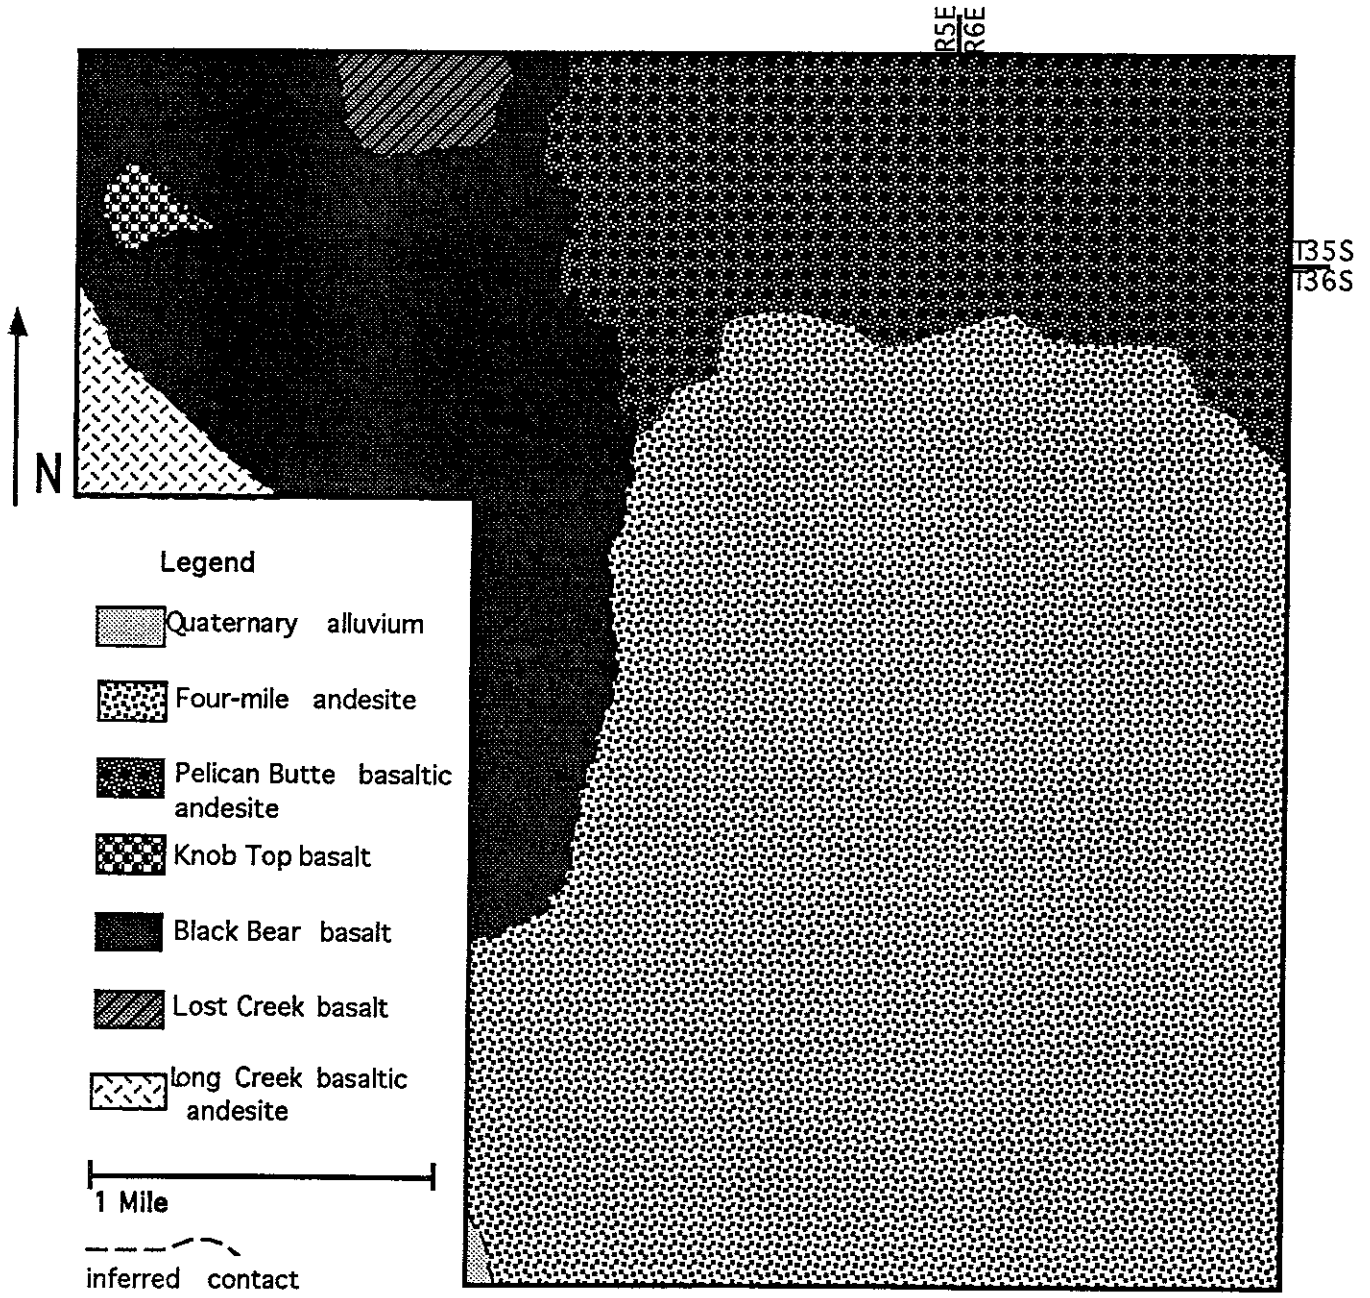 R5E
R6E
T35S
T36S
N
Legend
Quaternary alluvium
Four-mile andesite
Pelican Butte basaltic
andesite
Knob Top basalt
Black Bear basalt
Lost Creek basalt
Long Creek basaltic
andesite
1 Mile
inferred contact